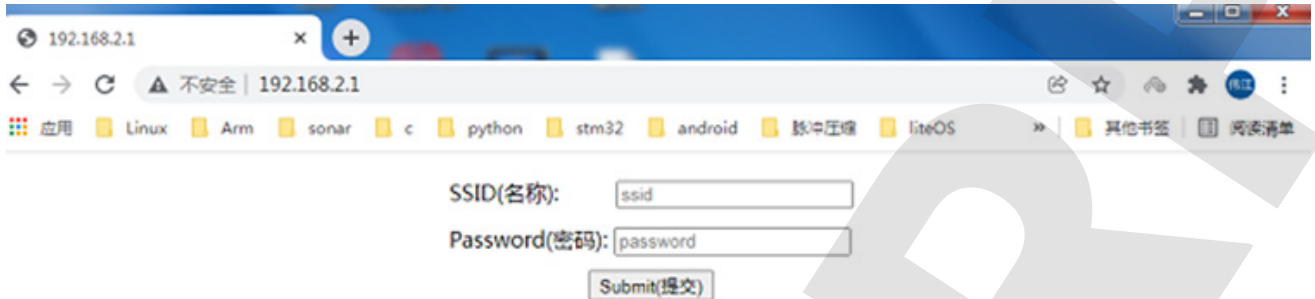 192.168.2.1
不安全 192.168.2.1 伟江
应用 Linux Arm sonar c python stm32 android 脉冲压缩 liteOS » 其他书签 阅读清单
SSID(名称): ssid
Password(密码): password
Submit(提交)